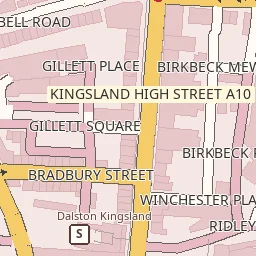 BELL ROAD
GILLETT PLACE
BIRKBECK MEW
KINGSLAND HIGH STREET A10
GILLETT SQUARE
BIRKBECK R
BRADBURY STREET
WINCHESTER PLA
Dalston Kingsland
RIDLEY
S